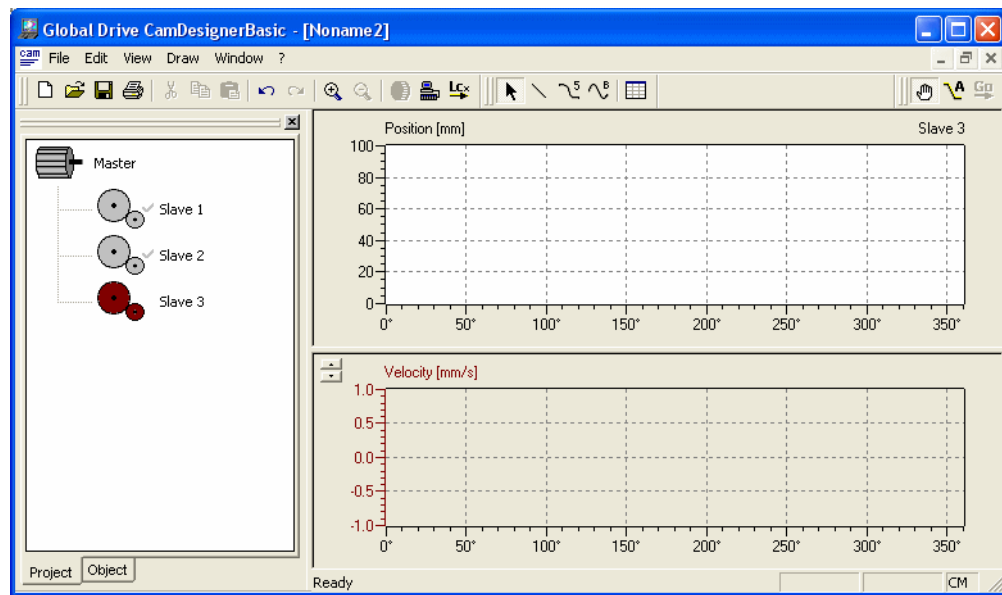 Global Drive CamDesignerBasic - [Noname2]
cam File Edit View Draw Window ?
LCx 5 B A Go
Master
Slave 1
Slave 2
Slave 3
Project Object
Position [mm] Slave 3
100
80
60
40
20
0
0° 50° 100° 150° 200° 250° 300° 350°
Velocity [mm/s]
1.0
0.5
0.0
-0.5
-1.0
0° 50° 100° 150° 200° 250° 300° 350°
Ready CM